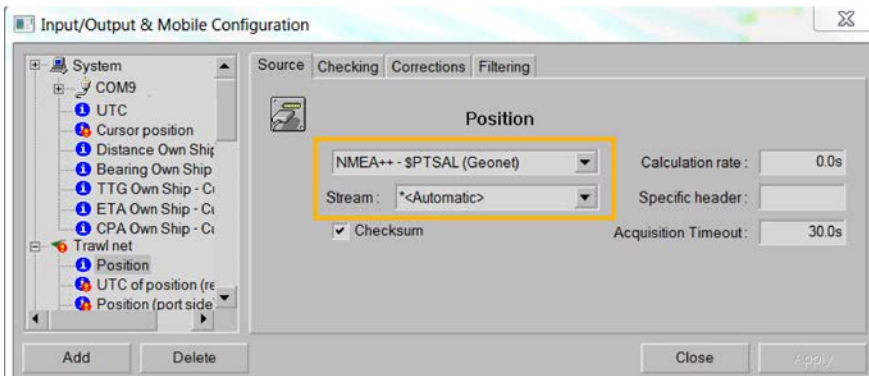 Input/Output & Mobile Configuration
System
COM9
UTC
Cursor position
Distance Own Ship
Bearing Own Ship
TTG Own Ship - Cu
ETA Own Ship - Cu
CPA Own Ship - Cu
Trawl net
Position
UTC of position (re
Position (port side
Add
Delete
Source
Checking
Corrections
Filtering
Position
NMEA++ - $PTSAL (Geonet)
Calculation rate :
0.0s
Stream :
*<Automatic>
Specific header :
Checksum
Acquisition Timeout :
30.0s
Close
Apply